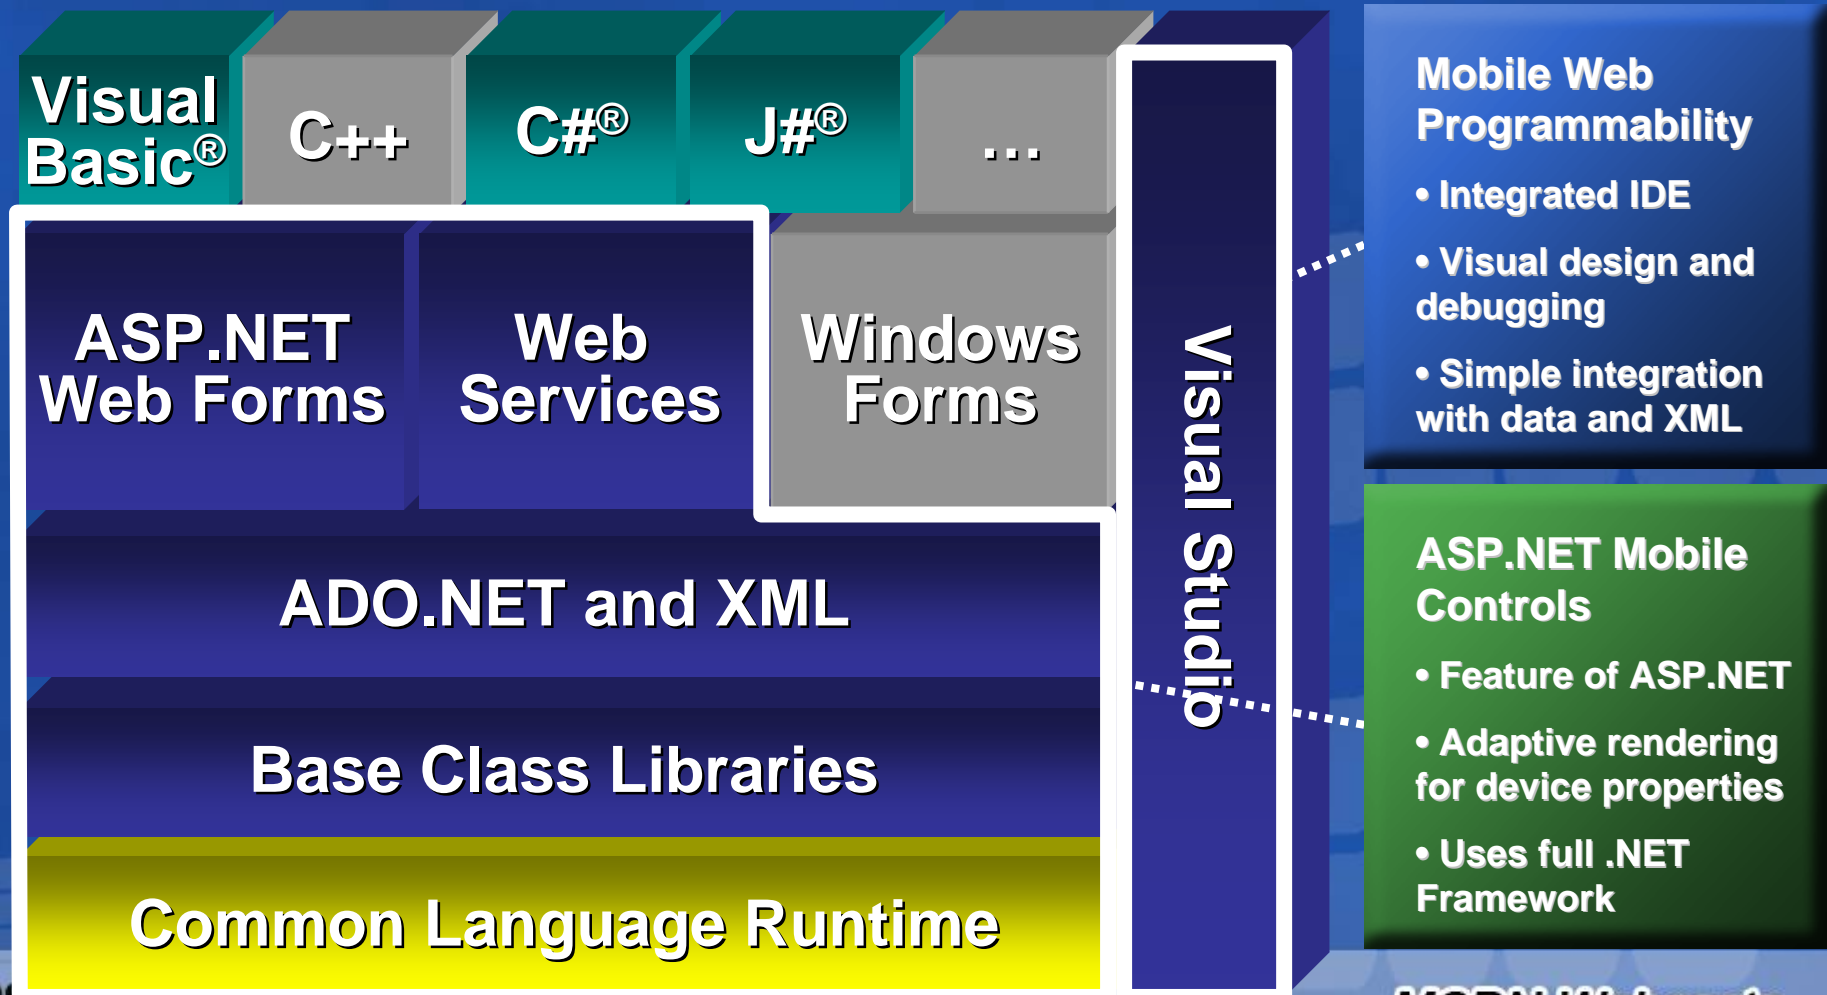 Visual
Basic®
C++
C#®
J#®
...
ASP.NET
Web Forms
Web
Services
Windows
Forms
ADO.NET and XML
Base Class Libraries
Common Language Runtime
Visual Studio
Mobile Web
Programmability
• Integrated IDE
• Visual design and
debugging
• Simple integration
with data and XML
ASP.NET Mobile
Controls
• Feature of ASP.NET
• Adaptive rendering
for device properties
• Uses full .NET
Framework